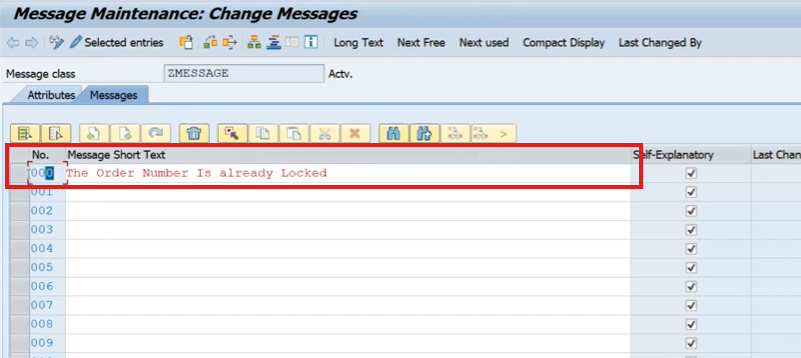 Message Maintenance: Change Messages
Selected entries Long Text Next Free Next used Compact Display Last Changed By
Message class ZMESSAGE Actv.
Attributes Messages
No. Message Short Text Self-Explanatory Last Chan
000 The Order Number Is already Locked
001
002
003
004
005
006
007
008
009